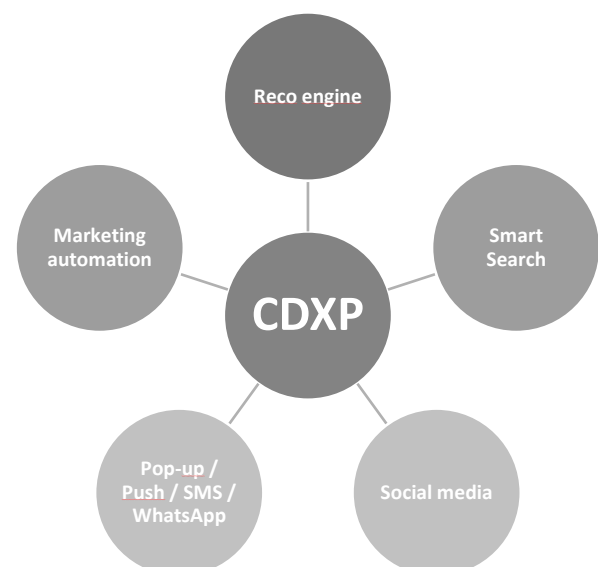 Reco engine
Marketing
automation
Smart
Search
CDXP
Pop-up /
Push / SMS /
WhatsApp
Social media